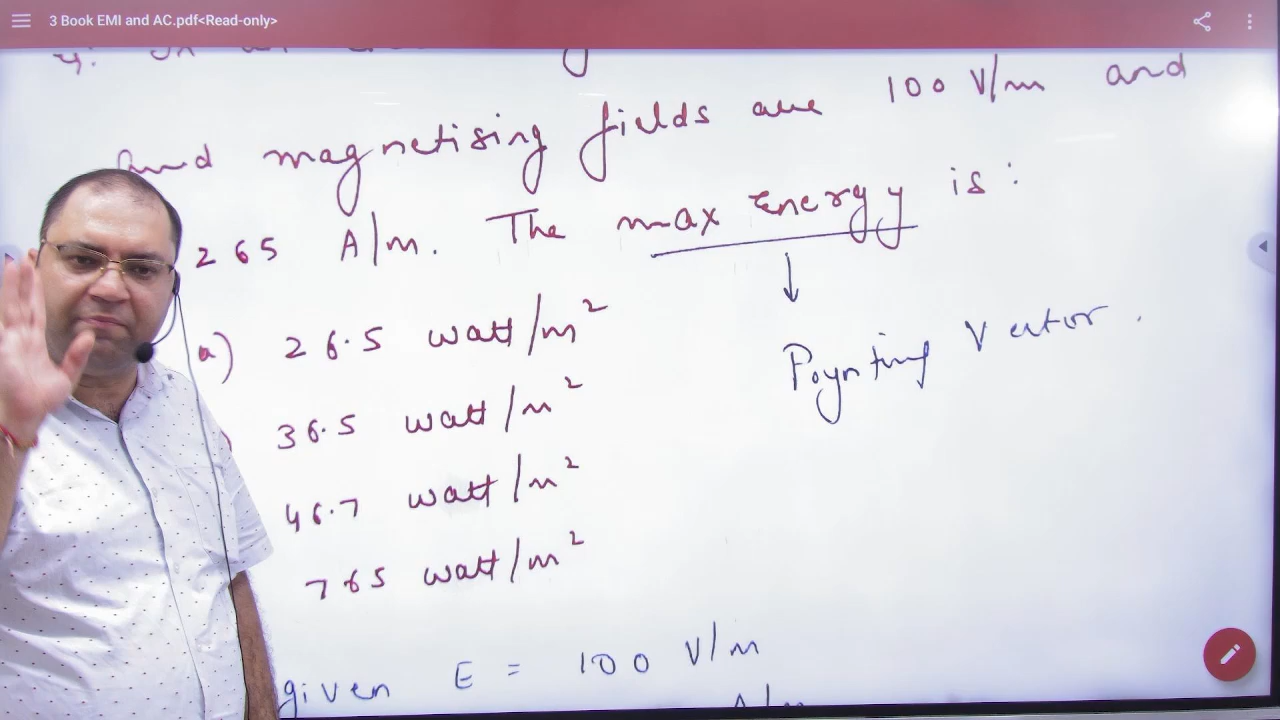 3 Book EMI and AC.pdf<Read-only>
and magnetising fields are 100 V/m and
265 A/m. The max Energy is:
a) 26.5 watt/m²
Poynting Vector.
) 36.5 watt/m²
46.7 watt/m²
765 watt/m²
given E = 100 V/m
A/m